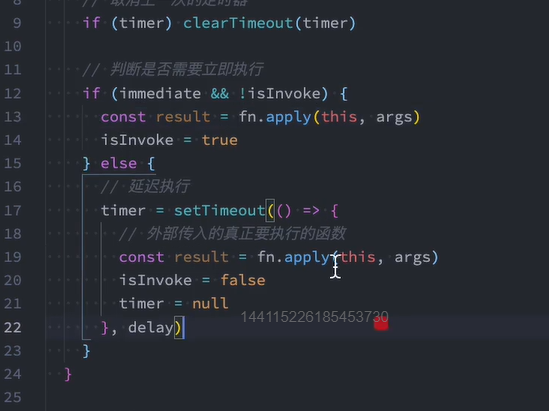 8 // 取消上一次的定时器
9 if (timer) clearTimeout(timer)
10
11 // 判断是否需要立即执行
12 if (immediate && !isInvoke) {
13 const result = fn.apply(this, args)
14 isInvoke = true
15 } else {
16 // 延迟执行
17 timer = setTimeout(() => {
18 // 外部传入的真正要执行的函数
19 const result = fn.apply(this, args)
20 isInvoke = false
21 timer = null
144115226185453730
22 }, delay)
23 }
24 }
25